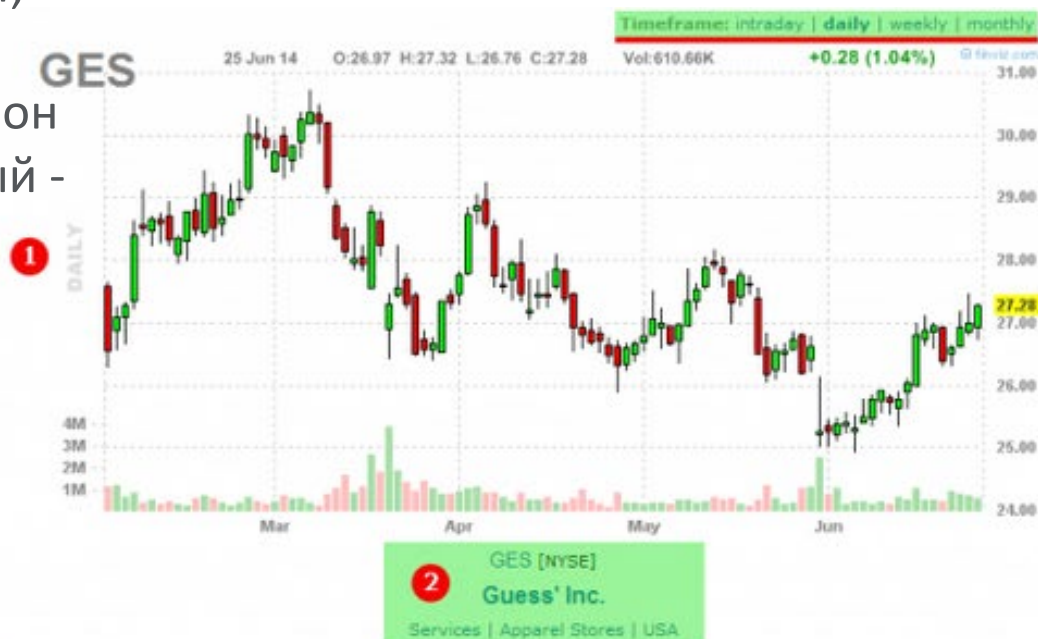 Timeframe: intraday | daily | weekly | monthly
GES 25 Jun 14 O:26.97 H:27.32 L:26.76 C:27.28 Vol:610.66K +0.28 (1.04%) © finviz.com
31.00
он
30.00
й -
29.00
1
DAILY
28.00
27.28
27.00
26.00
4M
3M
25.00
2M
1M
24.00
Mar Apr May Jun
GES [NYSE]
2
Guess' Inc.
Services | Apparel Stores | USA